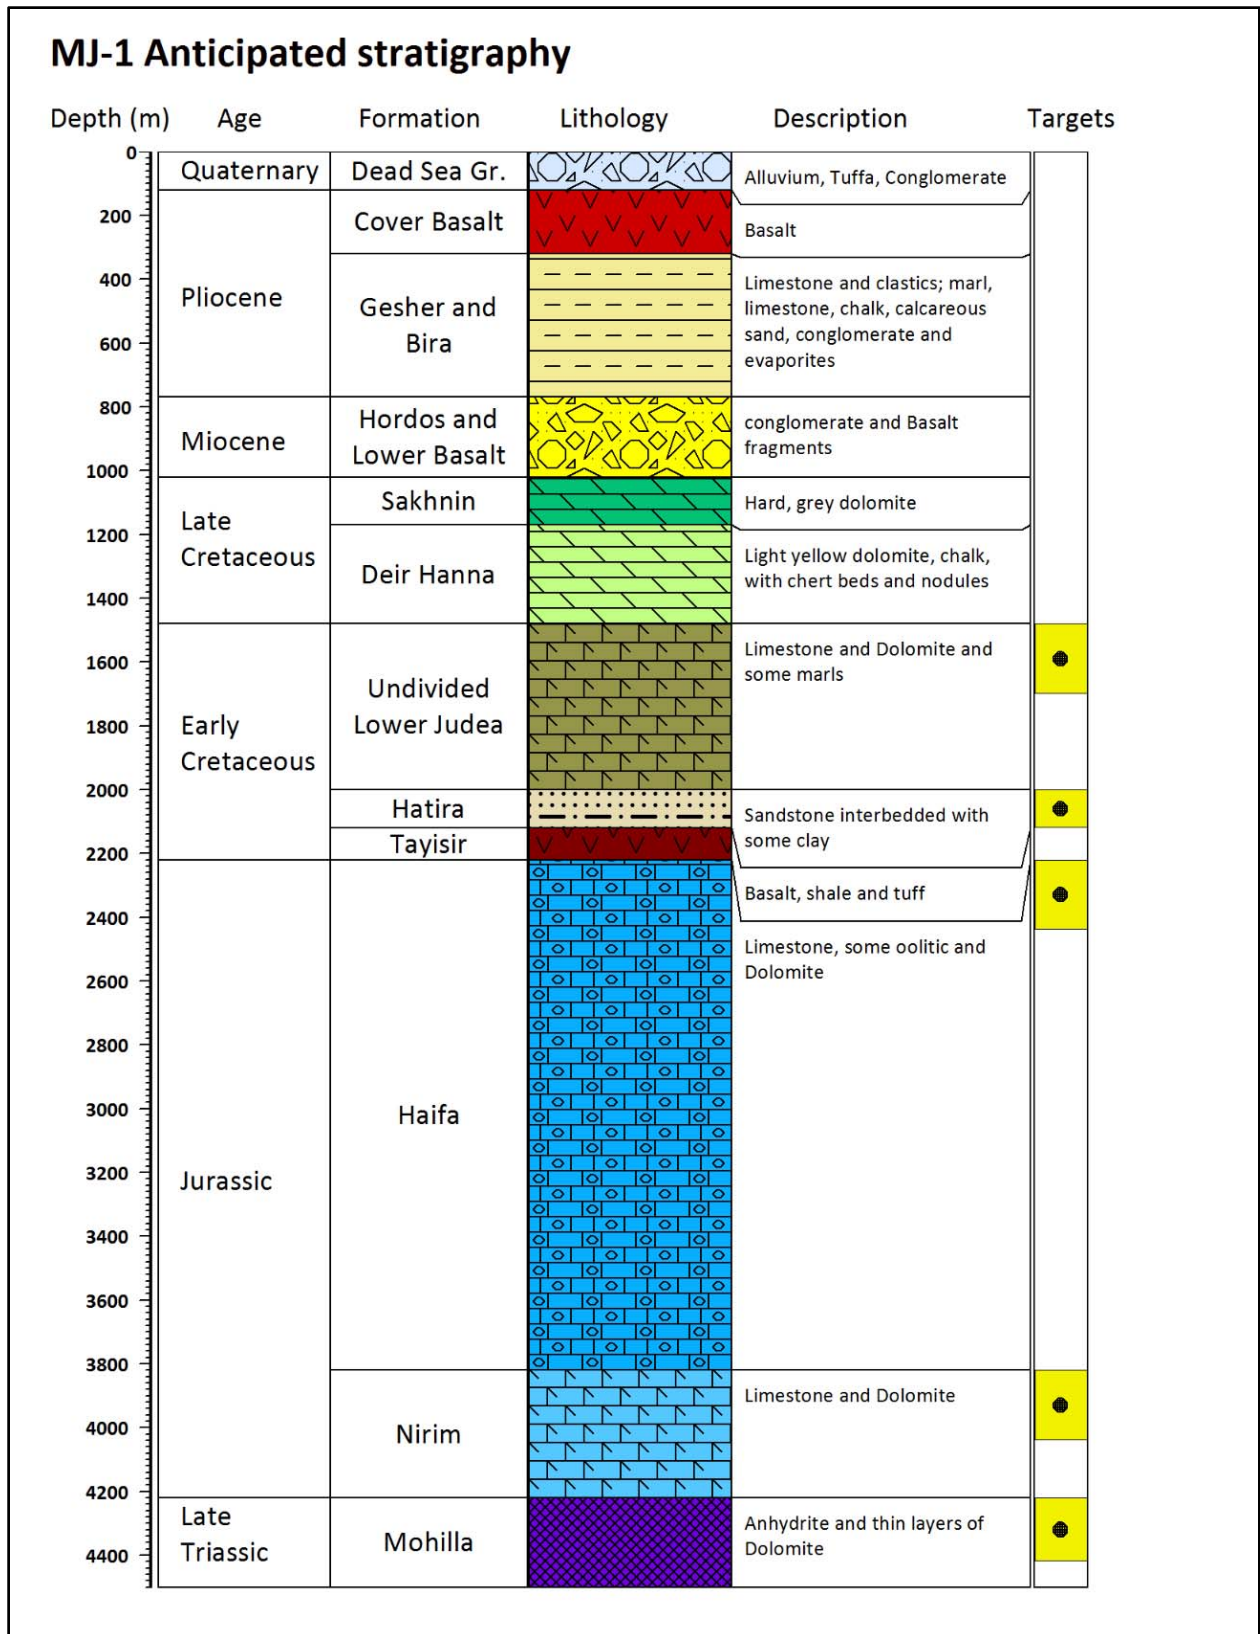 MJ-1 Anticipated stratigraphy
Depth (m) Age Formation Lithology Description Targets
0
200
400
600
800
1000
1200
1400
1600
1800
2000
2200
2400
2600
2800
3000
3200
3400
3600
3800
4000
4200
4400
Quaternary
Pliocene
Miocene
Late
Cretaceous
Early
Cretaceous
Jurassic
Late
Triassic
Dead Sea Gr.
Cover Basalt
Gesher and
Bira
Hordos and
Lower Basalt
Sakhnin
Deir Hanna
Undivided
Lower Judea
Hatira
Tayisir
Haifa
Nirim
Mohilla
Alluvium, Tuffa, Conglomerate
Basalt
Limestone and clastics; marl,
limestone, chalk, calcareous
sand, conglomerate and
evaporites
conglomerate and Basalt
fragments
Hard, grey dolomite
Light yellow dolomite, chalk,
with chert beds and nodules
Limestone and Dolomite and
some marls
Sandstone interbedded with
some clay
Basalt, shale and tuff
Limestone, some oolitic and
Dolomite
Limestone and Dolomite
Anhydrite and thin layers of
Dolomite